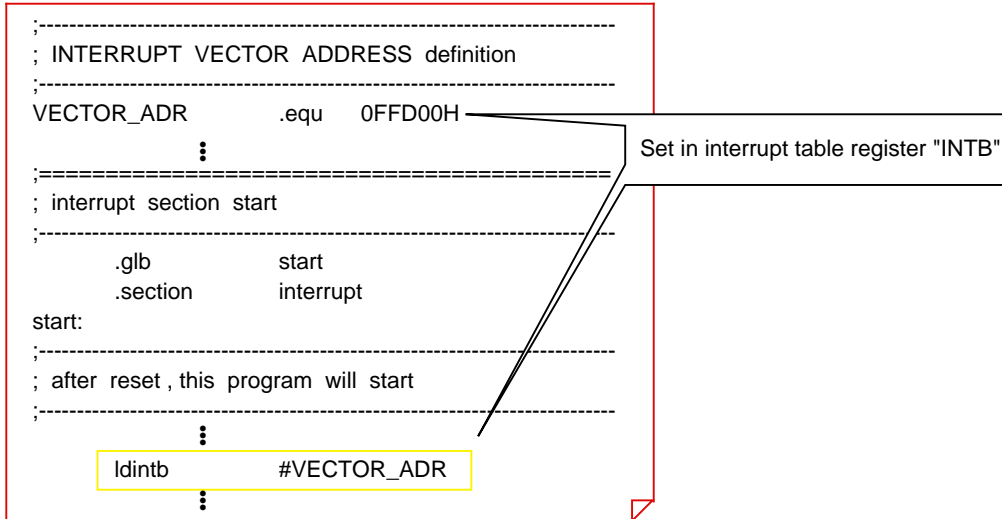 ;---------------------------------------------------------------------------
; INTERRUPT VECTOR ADDRESS definition
;---------------------------------------------------------------------------
VECTOR_ADR .equ 0FFD00H
Set in interrupt table register "INTB"
;==========================================
; interrupt section start
;---------------------------------------------------------------------------
.glb start
.section interrupt
start:
;---------------------------------------------------------------------------
; after reset , this program will start
;---------------------------------------------------------------------------
ldintb #VECTOR_ADR